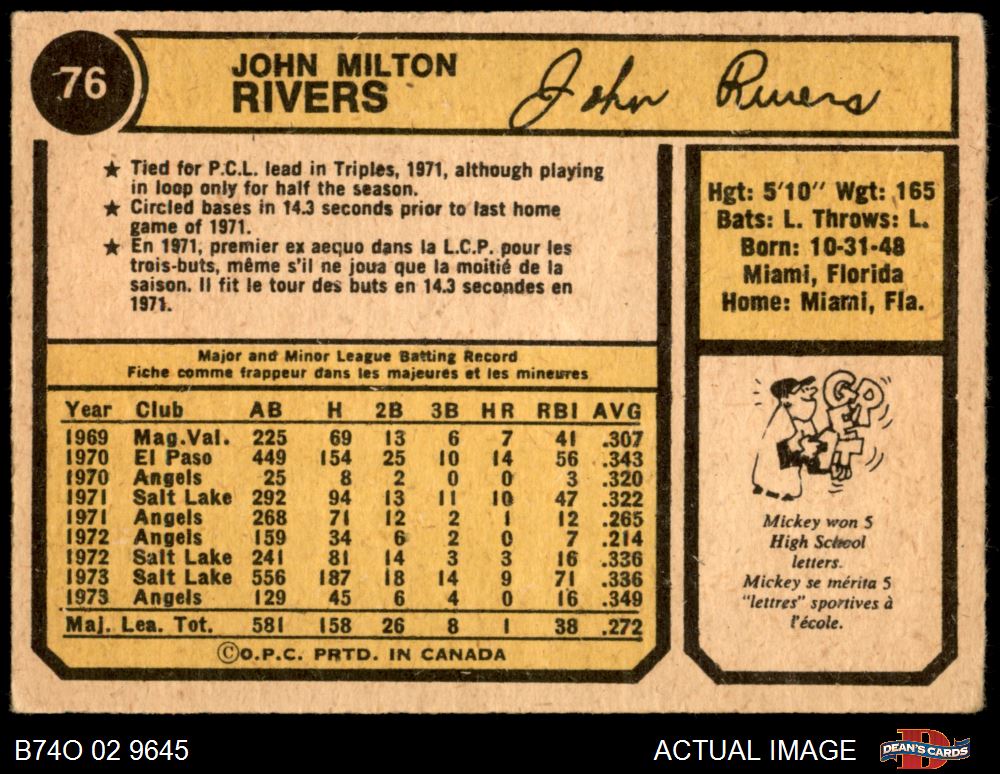 76
JOHN MILTON
RIVERS
John Rivers
★ Tied for P.C.L. lead in Triples, 1971, although playing
in loop only for half the season.
★ Circled bases in 14.3 seconds prior to last home
game of 1971.
★ En 1971, premier ex aequo dans la L.C.P. pour les
trois-buts, même s'il ne joua que la moitié de la
saison. Il fit le tour des buts en 14.3 secondes en
1971.
Hgt: 5'10" Wgt: 165
Bats: L. Throws: L.
Born: 10-31-48
Miami, Florida
Home: Miami, Fla.
Major and Minor League Batting Record
Fiche comme frappeur dans les majeures et les mineures
Year Club AB H 2B 3B HR RBI AVG
1969 Mag.Val. 225 69 13 6 7 41 .307
1970 El Paso 449 154 25 10 14 56 .343
1970 Angels 25 8 2 0 0 3 .320
1971 Salt Lake 292 94 13 11 10 47 .322
1971 Angels 268 71 12 2 1 12 .265
1972 Angels 159 34 6 2 0 7 .214
1972 Salt Lake 241 81 14 3 3 16 .336
1973 Salt Lake 556 187 18 14 9 71 .336
1973 Angels 129 45 6 4 0 16 .349
Maj. Lea. Tot. 581 158 26 8 1 38 .272
©O.P.C. PRTD. IN CANADA
Mickey won 5
High School
letters.
Mickey se mérita 5
"lettres" sportives à
l'école.
B74O 02 9645
ACTUAL IMAGE
DEAN'S CARDS